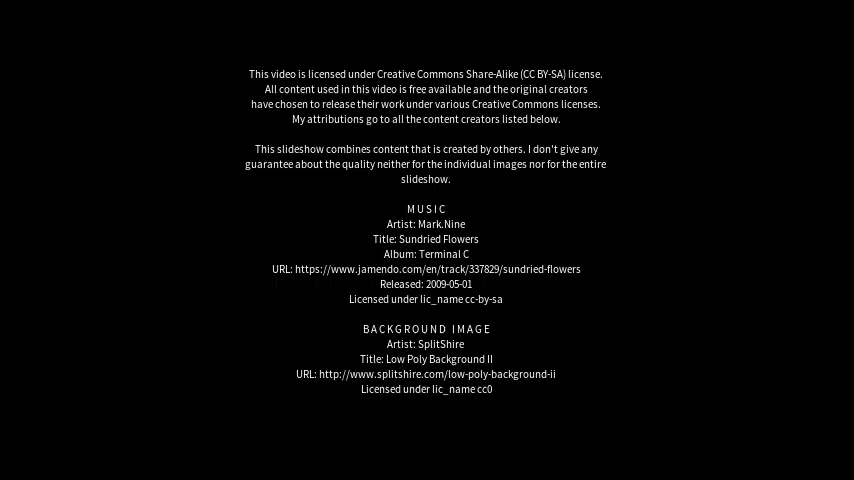 This video is licensed under Creative Commons Share-Alike (CC BY-SA) license.
All content used in this video is free available and the original creators
have chosen to release their work under various Creative Commons licenses.
My attributions go to all the content creators listed below.
This slideshow combines content that is created by others. I don't give any
guarantee about the quality neither for the individual images nor for the entire
slideshow.
MUSIC
Artist: Mark.Nine
Title: Sundried Flowers
Album: Terminal C
URL: https://www.jamendo.com/en/track/337829/sundried-flowers
Released: 2009-05-01
Licensed under lic_name cc-by-sa
BACKGROUND IMAGE
Artist: SplitShire
Title: Low Poly Background II
URL: http://www.splitshire.com/low-poly-background-ii
Licensed under lic_name cc0